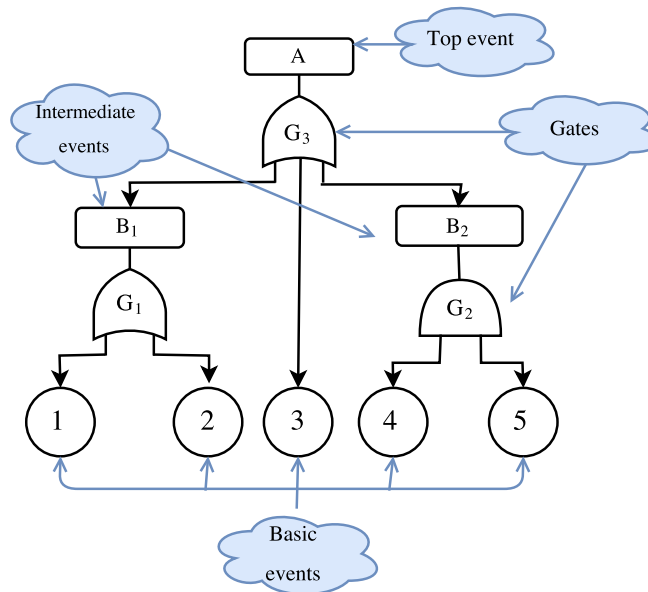 A
Top event
Intermediate
events
G₃
Gates
B₁
B₂
G₁
G₂
1
2
3
4
5
Basic
events